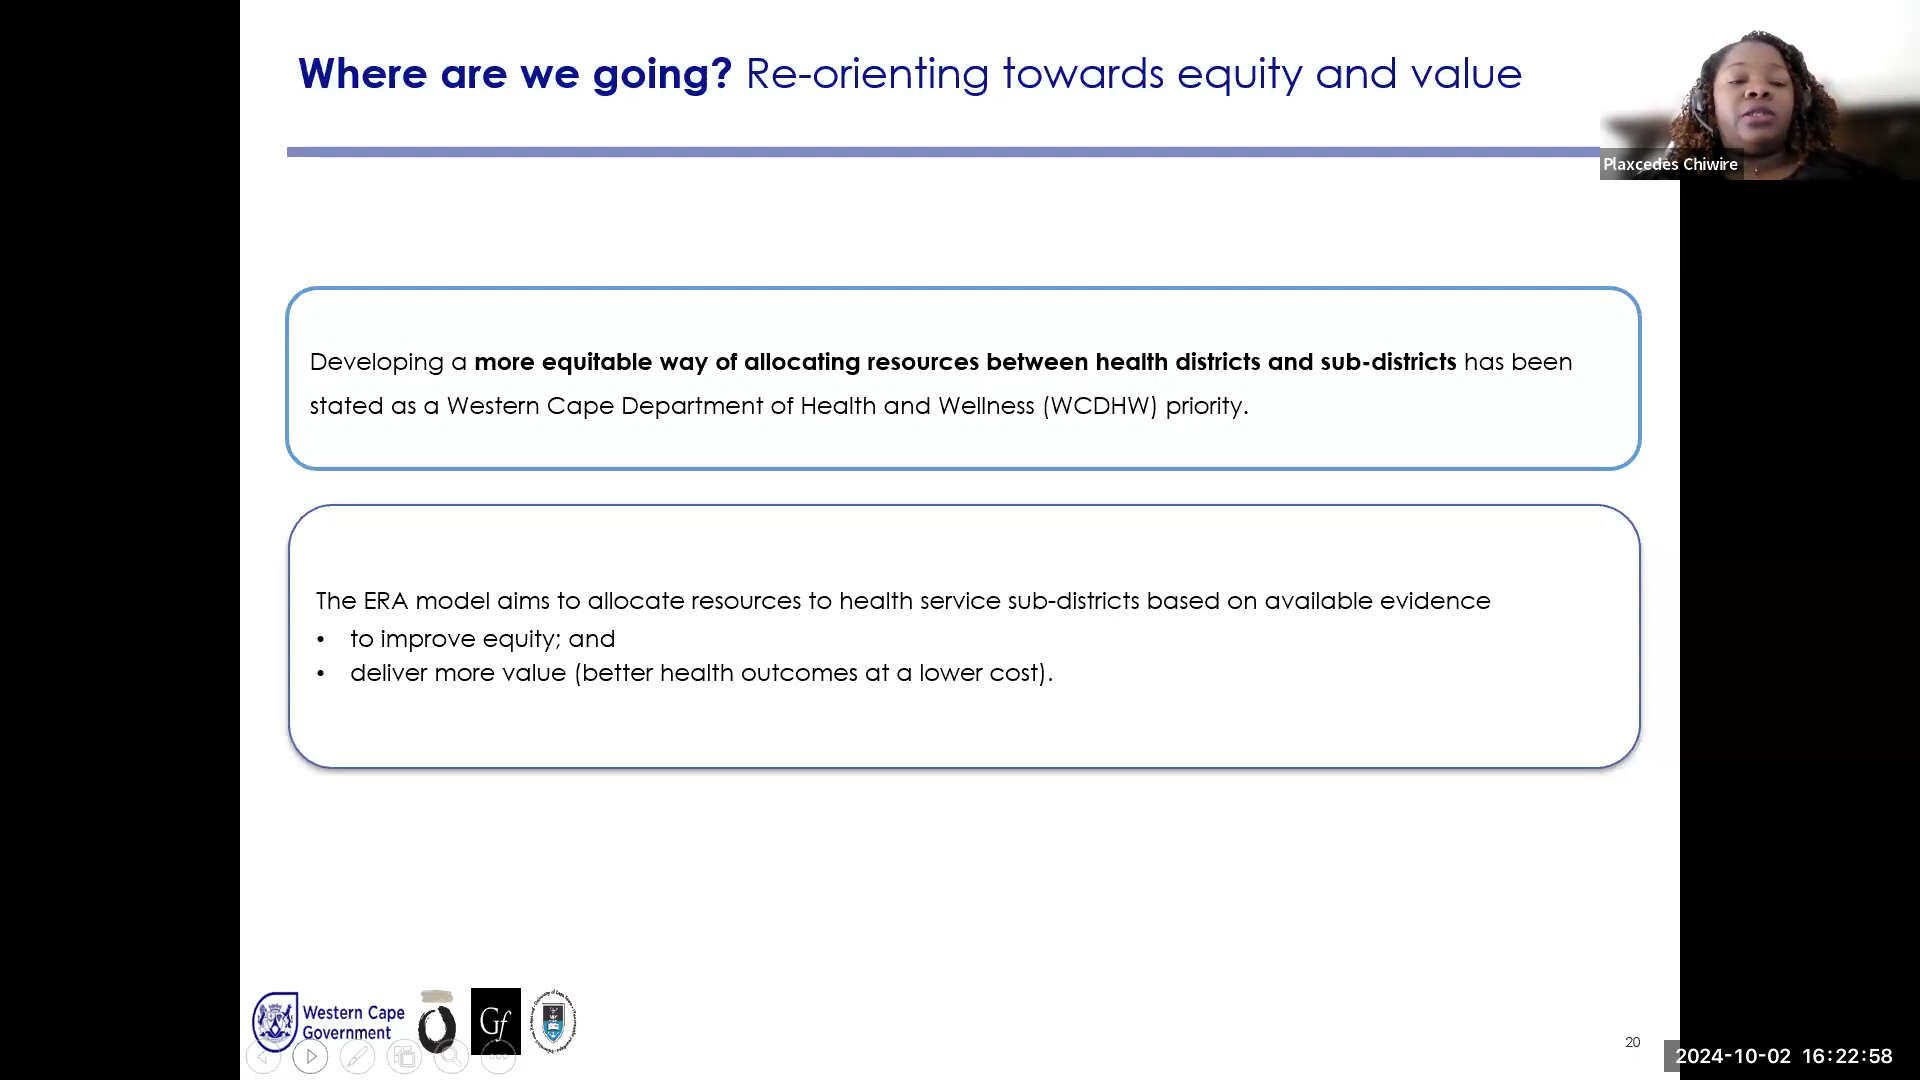 Where are we going? Re-orienting towards equity and value
Plaxcedes Chiwire
Developing a more equitable way of allocating resources between health districts and sub-districts has been
stated as a Western Cape Department of Health and Wellness (WCDHW) priority.
The ERA model aims to allocate resources to health service sub-districts based on available evidence
• to improve equity; and
• deliver more value (better health outcomes at a lower cost).
Western Cape
Government
Gf
20
2024-10-02 16:22:58